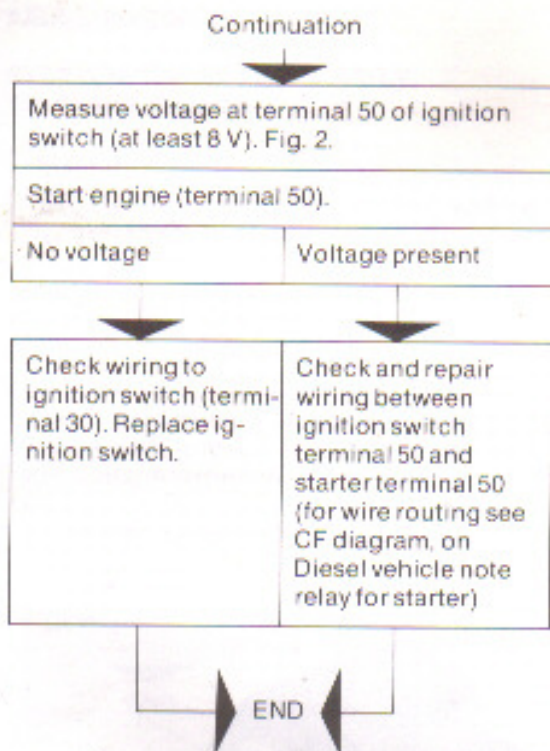 Continuation
Measure voltage at terminal 50 of ignition
switch (at least 8 V). Fig. 2.
Start engine (terminal 50).
No voltage
Voltage present
Check wiring to
ignition switch (termi-
nal 30). Replace ig-
nition switch.
Check and repair
wiring between
ignition switch
terminal 50 and
starter terminal 50
(for wire routing see
CF diagram, on
Diesel vehicle note
relay for starter)
END